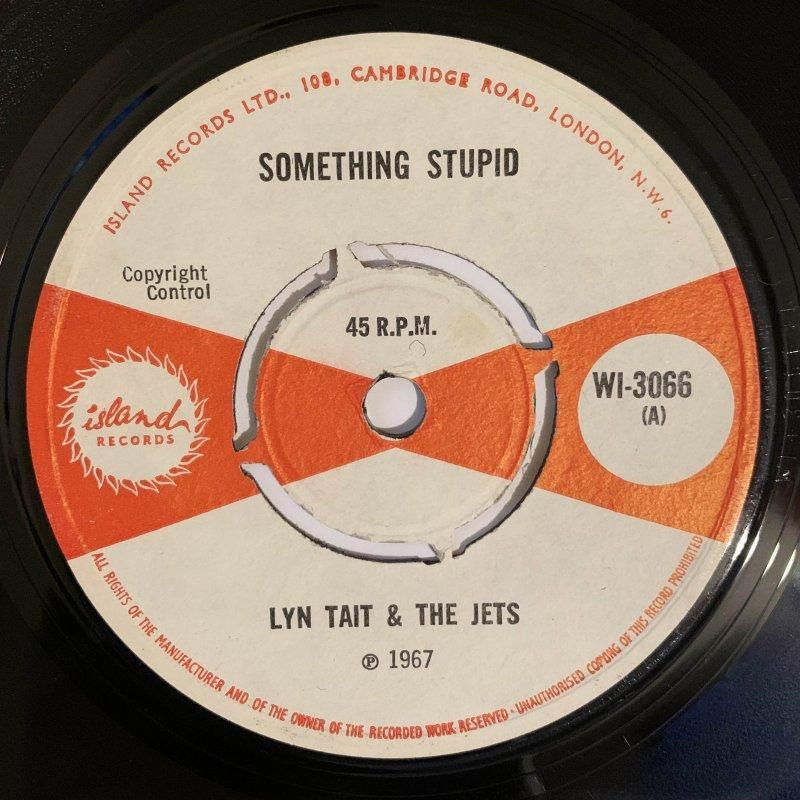 ISLAND RECORDS LTD., 108, CAMBRIDGE ROAD, LONDON, N.W.6.
SOMETHING STUPID
Copyright
Control
45 R.P.M.
island
RECORDS
WI-3066
(A)
LYN TAIT & THE JETS
℗ 1967
ALL RIGHTS OF THE MANUFACTURER AND OF THE OWNER OF THE RECORDED WORK RESERVED · UNAUTHORISED COPYING OF THIS RECORD PROHIBITED